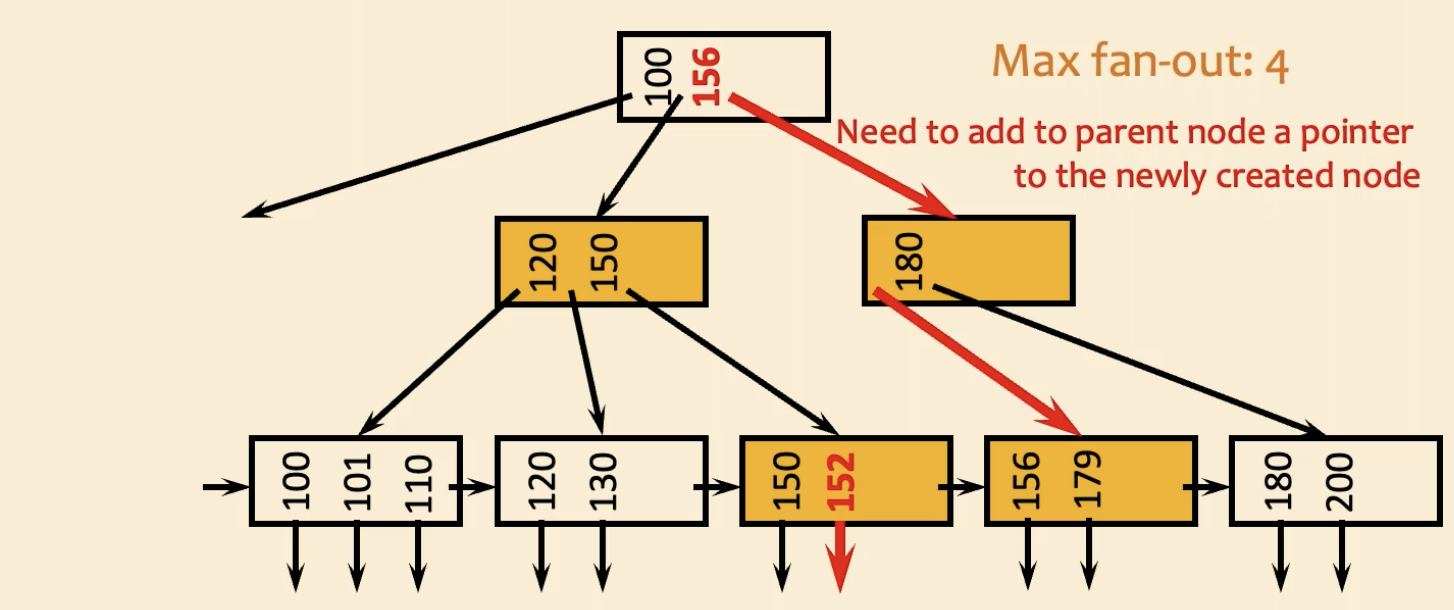 Max fan-out: 4
100 156
Need to add to parent node a pointer
to the newly created node
120 150
180
100 101 110
120 130
150 152
156 179
180 200